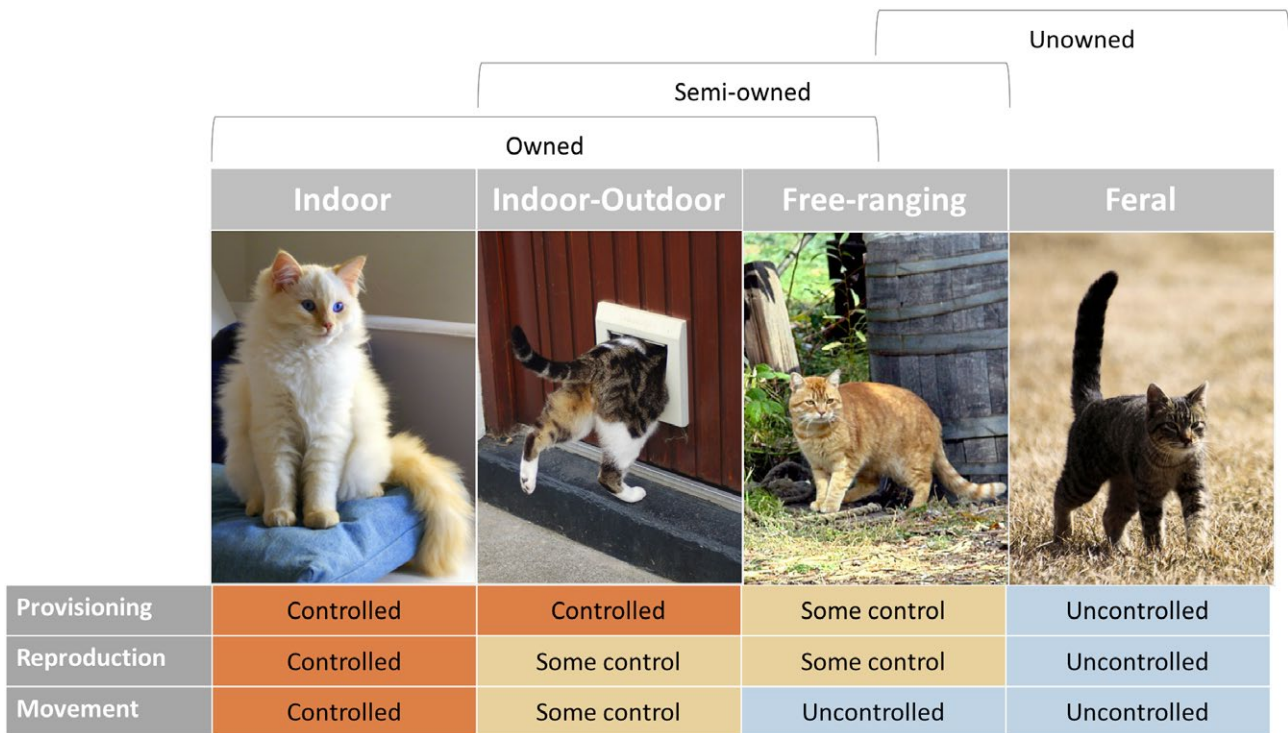 Unowned
Semi-owned
Owned
Indoor Indoor-Outdoor Free-ranging Feral
Provisioning Controlled Controlled Some control Uncontrolled
Reproduction Controlled Some control Some control Uncontrolled
Movement Controlled Some control Uncontrolled Uncontrolled